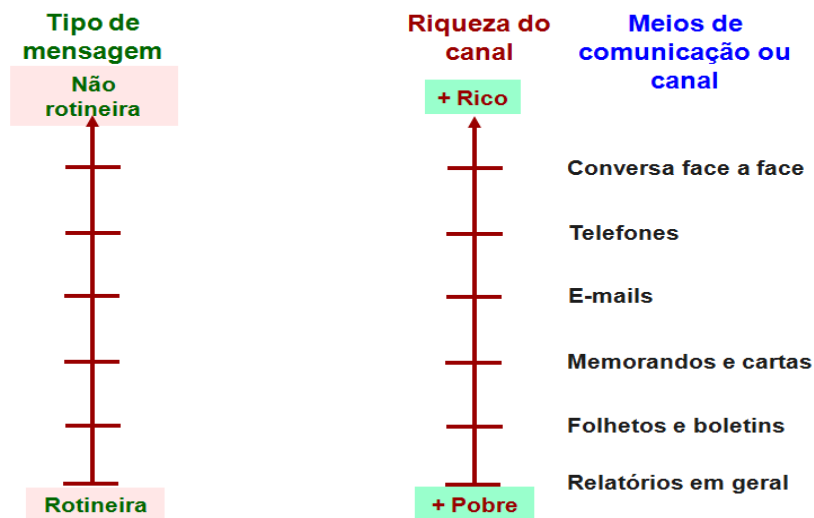 Tipo de
mensagem
Não
rotineira
Rotineira
Riqueza do
canal
+ Rico
+ Pobre
Meios de
comunicação ou
canal
Conversa face a face
Telefones
E-mails
Memorandos e cartas
Folhetos e boletins
Relatórios em geral